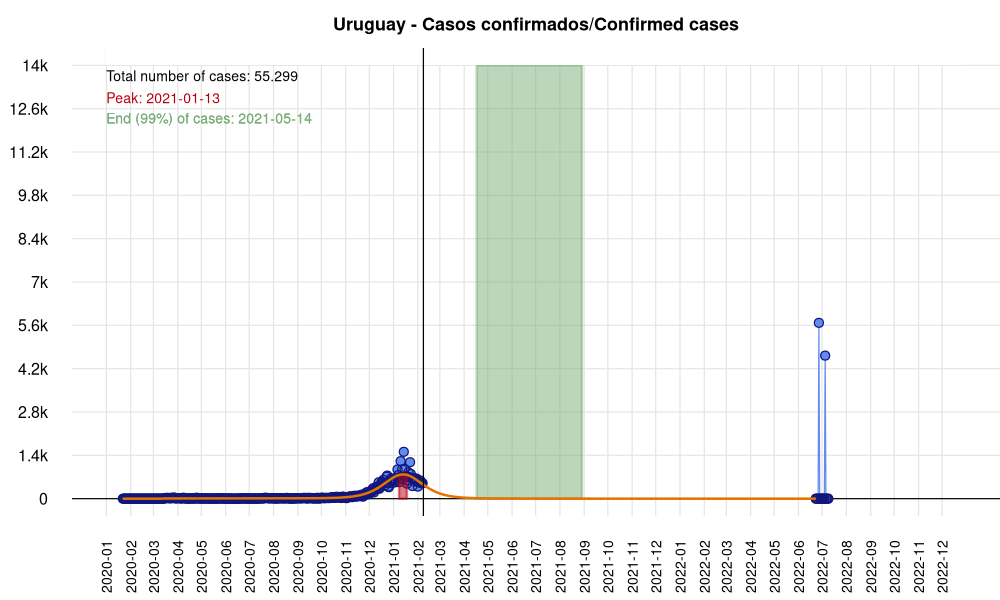 Uruguay - Casos confirmados/Confirmed cases
14k
12.6k
11.2k
9.8k
8.4k
7k
5.6k
4.2k
2.8k
1.4k
0
Total number of cases: 55.299
Peak: 2021-01-13
End (99%) of cases: 2021-05-14
2020-01
2020-02
2020-03
2020-04
2020-05
2020-06
2020-07
2020-08
2020-09
2020-10
2020-11
2020-12
2021-01
2021-03
2021-04
2021-05
2021-06
2021-07
2021-08
2021-09
2021-10
2021-11
2021-12
2022-01
2022-02
2022-03
2022-04
2022-05
2022-06
2022-07
2022-08
2022-09
2022-10
2022-11
2022-12